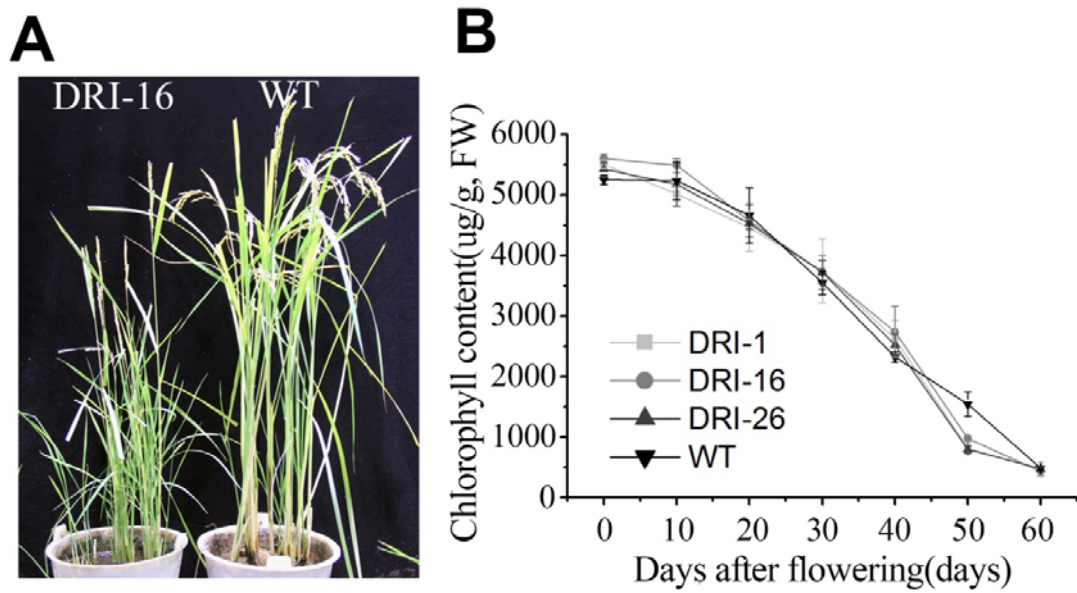 A
DRI-16 WT
B
Chlorophyll content(ug/g, FW)
6000
5000
4000
3000
2000
1000
0
DRI-1
DRI-16
DRI-26
WT
0 10 20 30 40 50 60
Days after flowering(days)